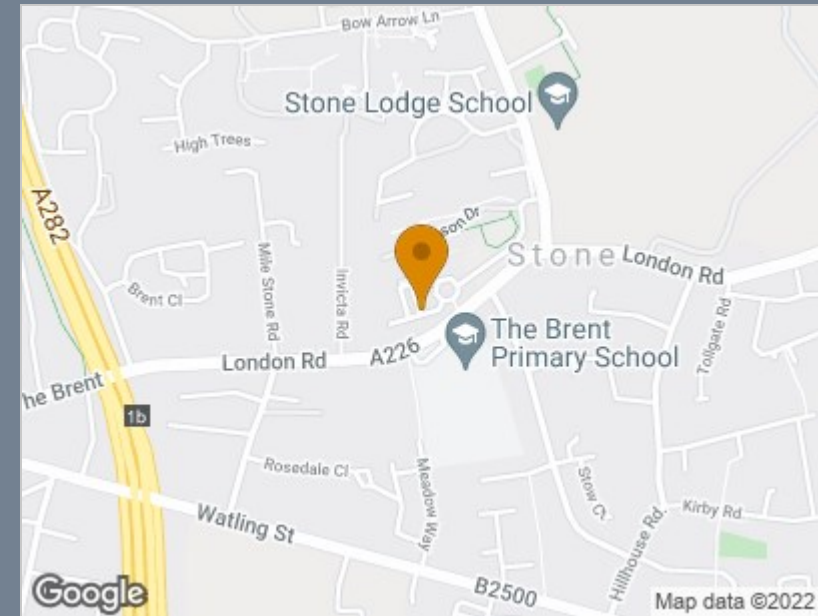 Bow Arrow Ln
Stone Lodge School
High Trees
A282
son Dr
Mile Stone Rd
Invicta Rd
Stone
London Rd
Brent Cl
Tollgate Rd
The Brent
Primary School
London Rd
A226
he Brent
1b
Rosedale Cl
Meadow Way
Stow C
Kirby Rd
Hillhouse Rd.
Watling St
B2500
Google
Map data ©2022